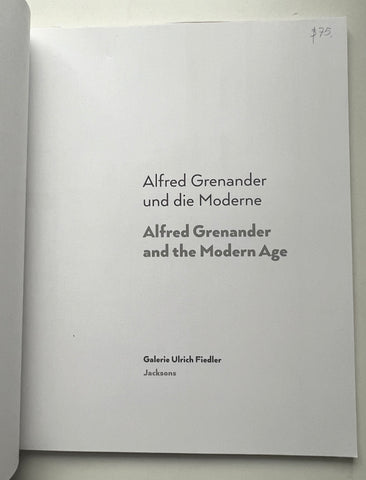 $75.
Alfred Grenander
und die Moderne
Alfred Grenander
and the Modern Age
Galerie Ulrich Fiedler
Jacksons